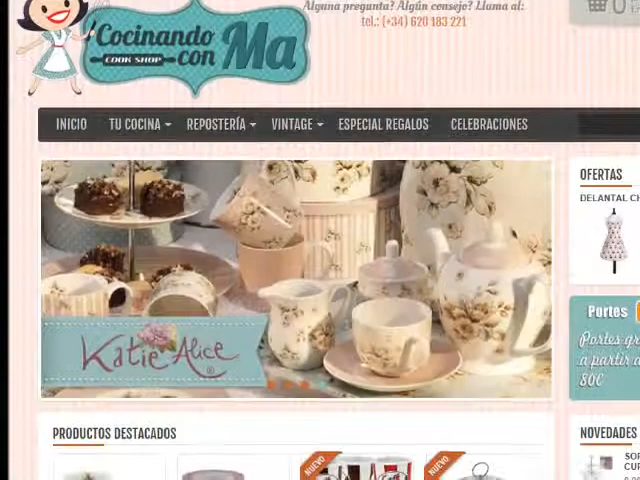 Alguna pregunta? Algún consejo? Llama al:
tel.: (+34) 620 183 221
Cocinando
con Ma
COOK SHOP
INICIO TU COCINA REPOSTERÍA VINTAGE ESPECIAL REGALOS CELEBRACIONES
OFERTAS
DELANTAL
Katie Alice
Portes
Portes
a partir
80€
PRODUCTOS DESTACADOS
NOVEDADES
NUEVO
NUEVO